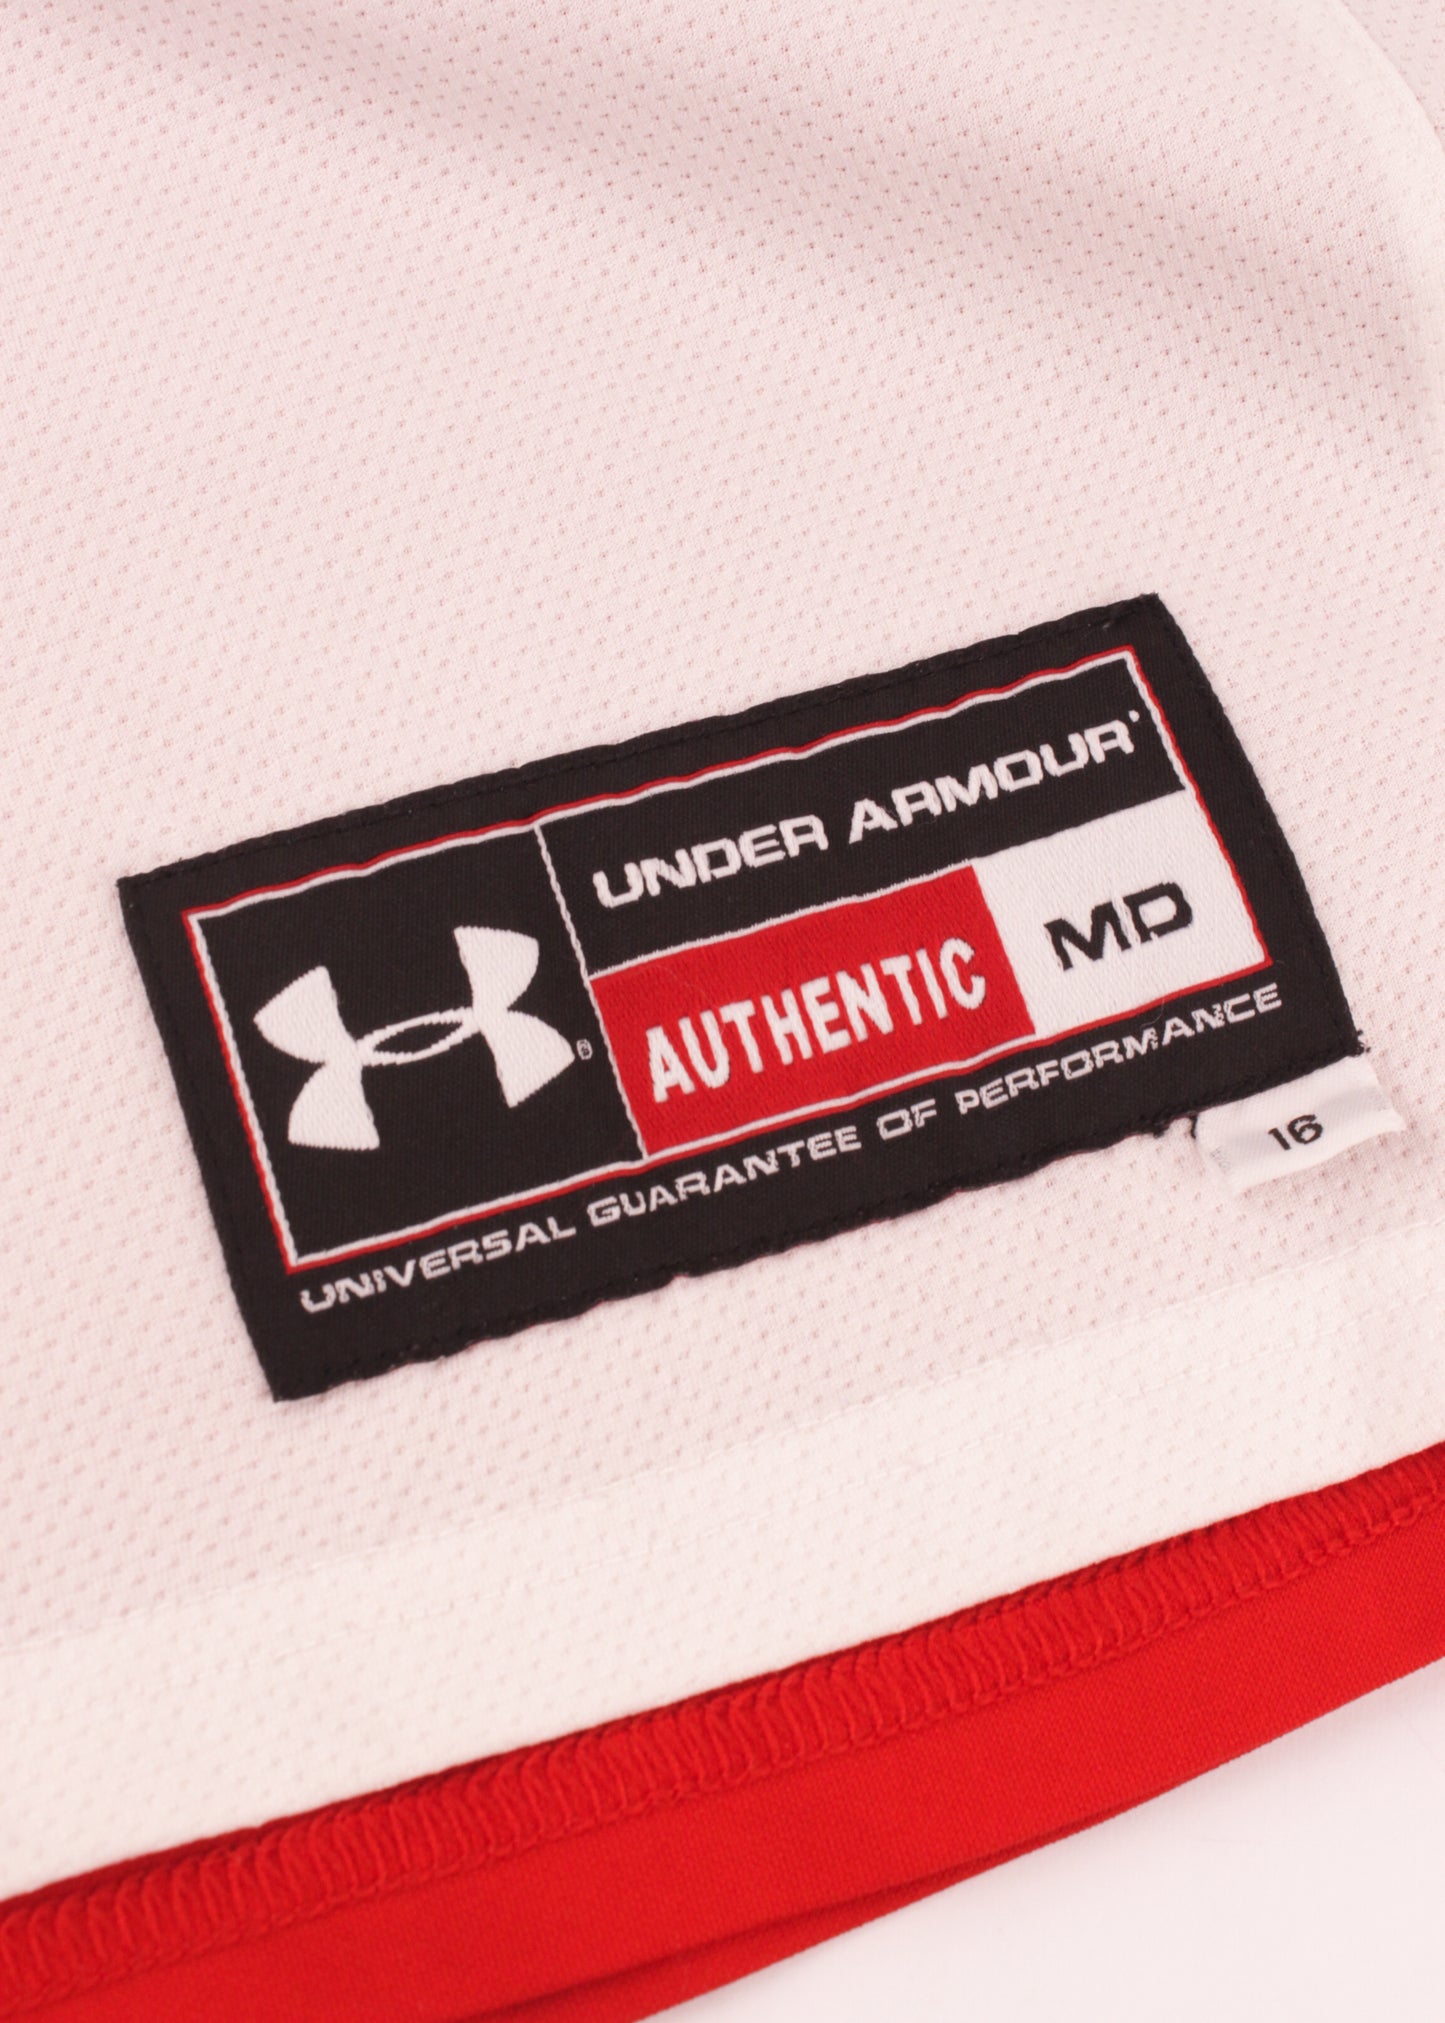 UNDER ARMOUR
AUTHENTIC MD
®
UNIVERSAL GUARANTEE OF PERFORMANCE
16